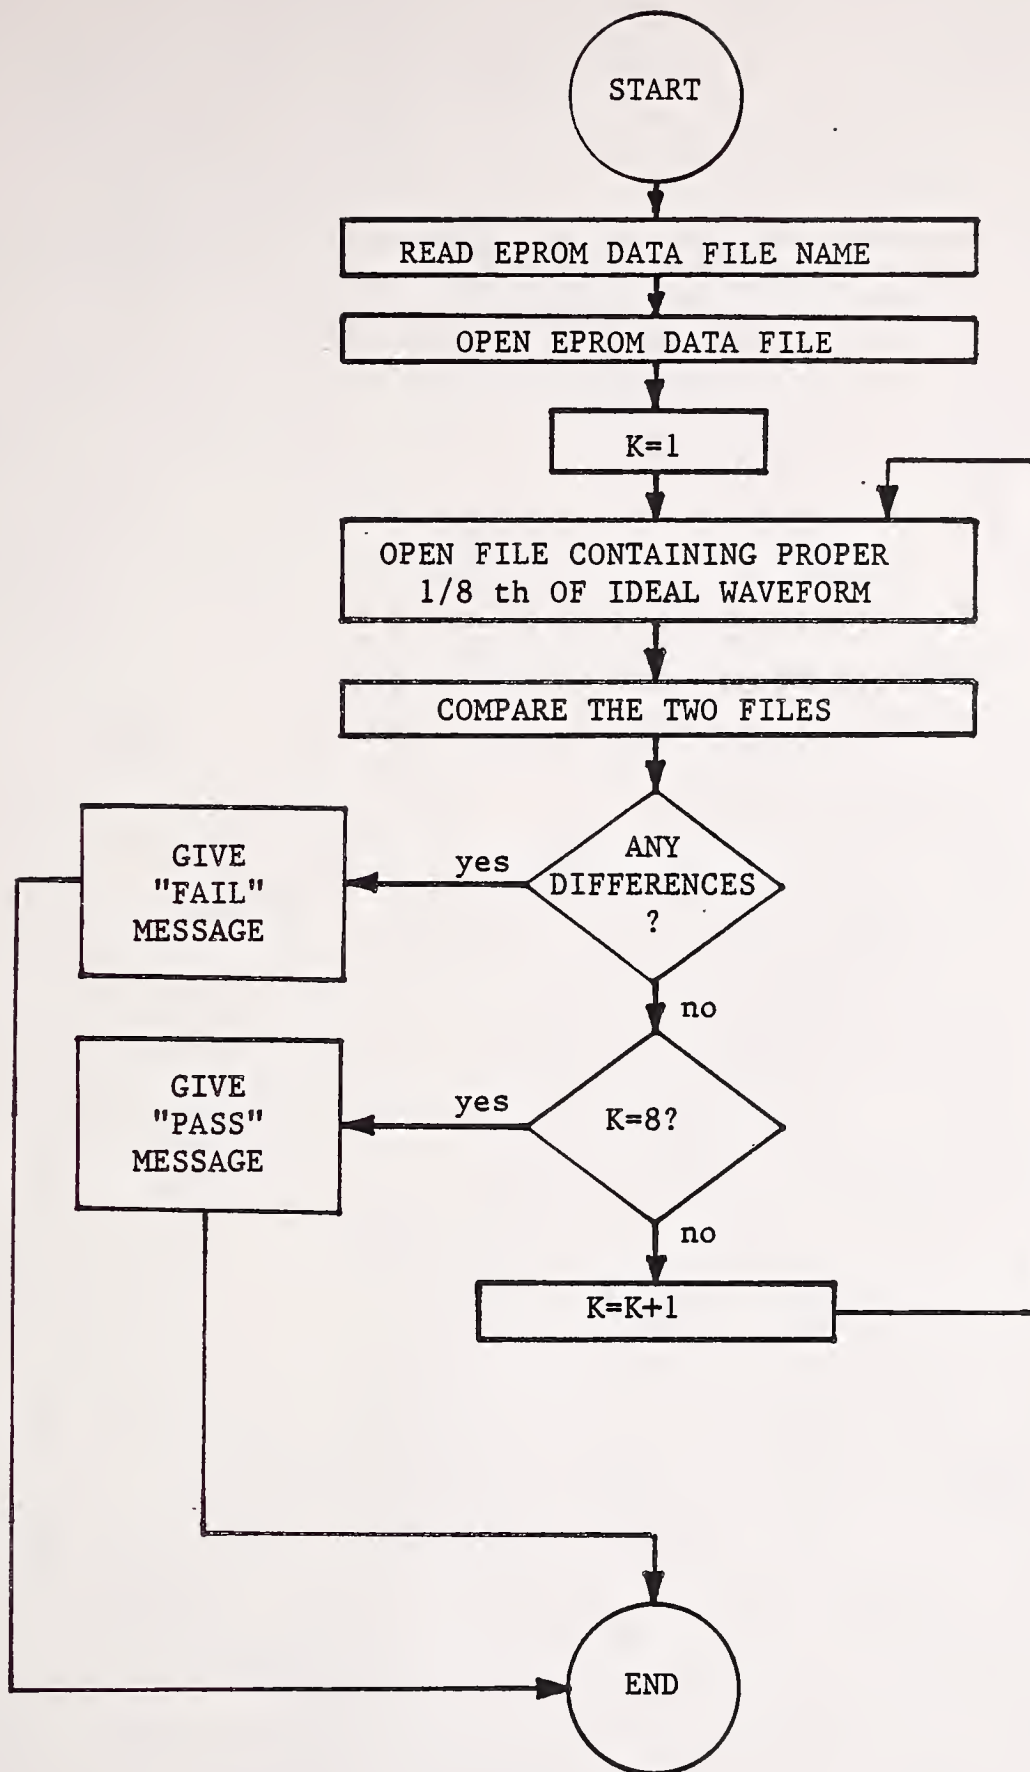 START
READ EPROM DATA FILE NAME
OPEN EPROM DATA FILE
K=1
OPEN FILE CONTAINING PROPER
1/8 th OF IDEAL WAVEFORM
COMPARE THE TWO FILES
ANY
DIFFERENCES
?
yes
GIVE
"FAIL"
MESSAGE
no
K=8?
yes
GIVE
"PASS"
MESSAGE
no
K=K+1
END